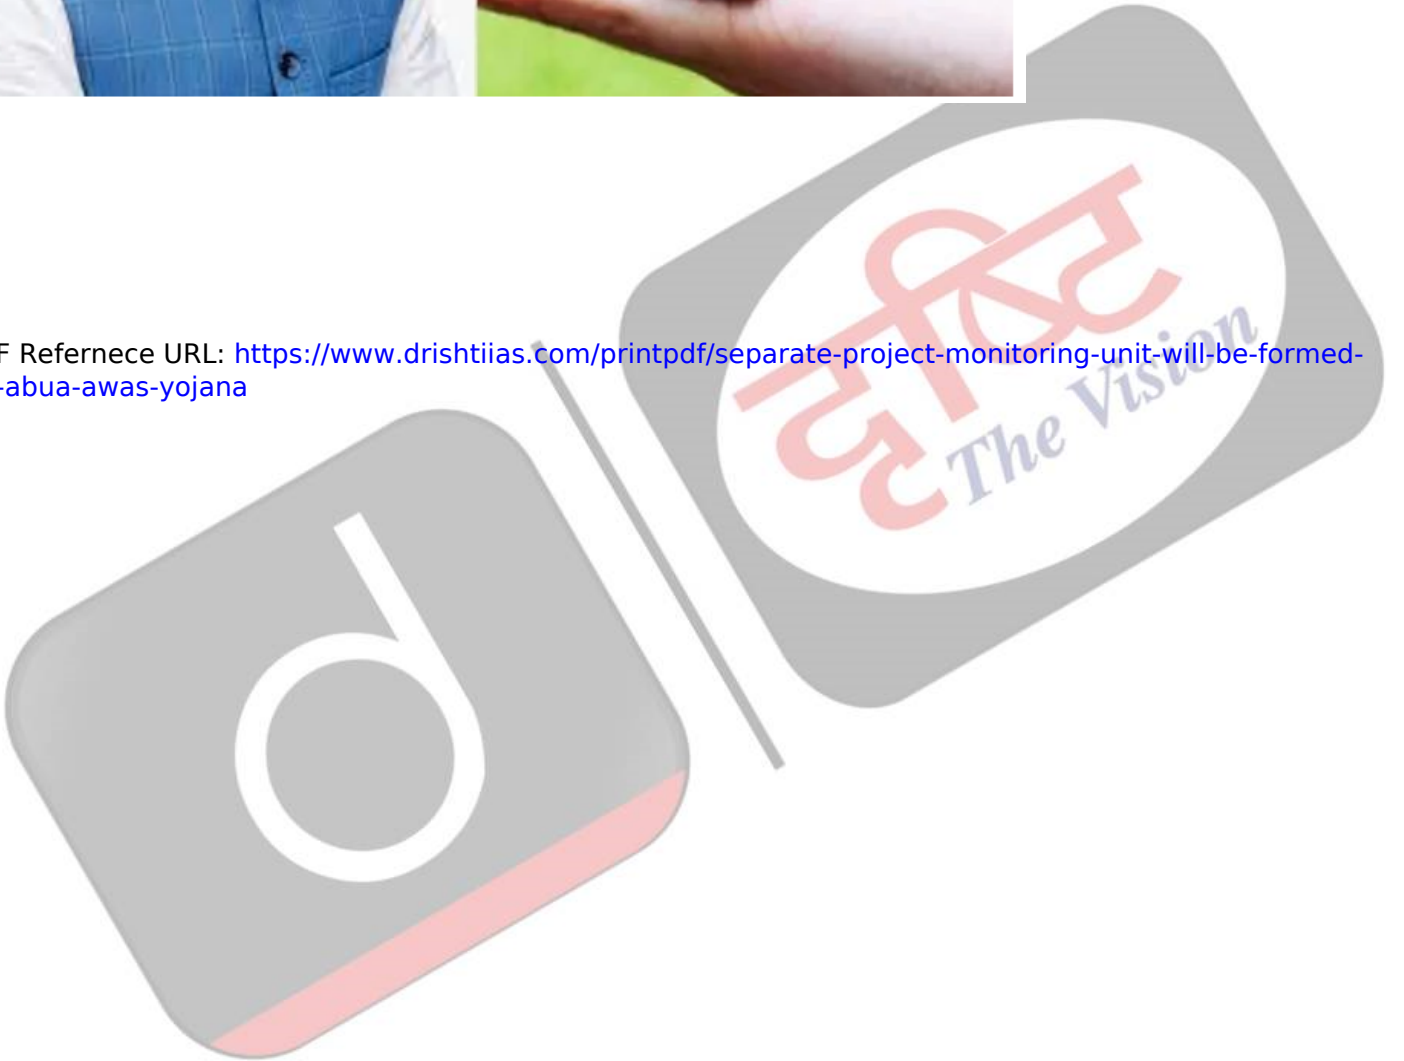 F Refernece URL: https://www.drishtiias.com/printpdf/separate-project-monitoring-unit-will-be-formed-
-abua-awas-yojana
दृष्टि
The Vision
d